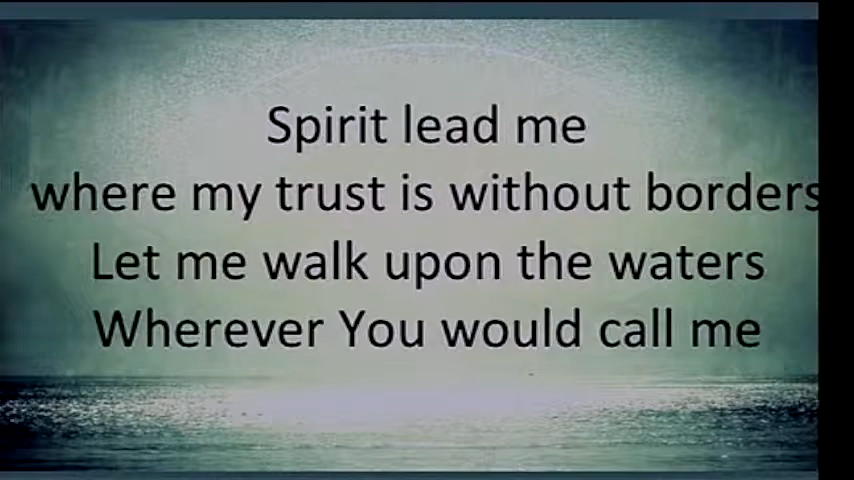 Spirit lead me
where my trust is without borders
Let me walk upon the waters
Wherever You would call me